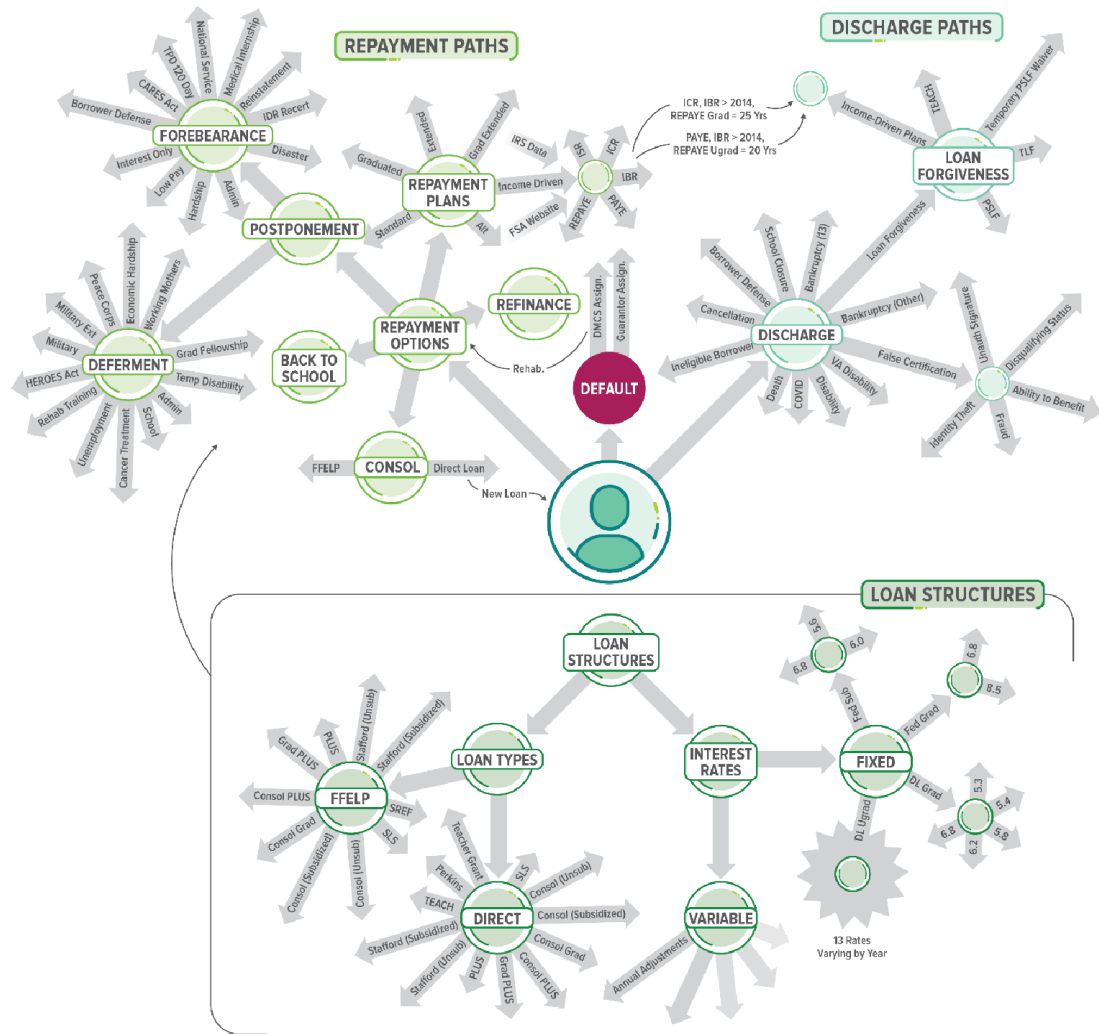 REPAYMENT PATHS
DISCHARGE PATHS
Borrower Defense
CARES Act
TPD 120 Day
National Service
Medical Internship
Reinstatement
IDR Recert
Disaster
Admin
Hardship
Low Pay
Interest Only
FOREBEARANCE
POSTPONEMENT
Graduated
Extended
Grad Extended
Income Driven
Alt
Standard
REPAYMENT
PLANS
IRS Data
FSA Website
ISR
ICR
IBR
PAYE
REPAYE
ICR, IBR > 2014,
REPAYE Grad = 25 Yrs
PAYE, IBR > 2014,
REPAYE Ugrad = 20 Yrs
Income-Driven Plans
TEACH
Temporary PSLF Waiver
TLF
PSLF
LOAN
FORGIVENESS
Loan Forgiveness
Economic Hardship
Working Mothers
Peace Corps
Military Ext
Military
HEROES Act
Rehab Training
Unemployment
Cancer Treatment
School
Admin
Temp Disability
Grad Fellowship
DEFERMENT
BACK TO
SCHOOL
REPAYMENT
OPTIONS
REFINANCE
Rehab.
DMCS Assign.
Guarantor Assign.
DEFAULT
Borrower Defense
School Closure
Bankruptcy (13)
Bankruptcy (Other)
Cancellation
Ineligible Borrower
DISCHARGE
Death
COVID
Disability
VA Disability
False Certification
Unauth Signature
Disqualifying Status
Ability to Benefit
Fraud
Identity Theft
FFELP
CONSOL
Direct Loan
New Loan
LOAN STRUCTURES
LOAN
STRUCTURES
LOAN TYPES
INTEREST
RATES
FIXED
Fed Sub
5.6
6.0
6.8
Fed Grad
6.8
8.5
DL Grad
5.3
5.4
5.8
6.2
6.8
DL Ugrad
13 Rates
Varying by Year
Grad PLUS
PLUS
Stafford (Unsub)
Stafford (Subsidized)
Consol PLUS
FFELP
SREF
SLS
Consol Grad
Consol (Subsidized)
Consol (Unsub)
Teacher Grant
Perkins
TEACH
SLS
Consol (Unsub)
Consol (Subsidized)
DIRECT
Stafford (Subsidized)
Stafford (Unsub)
PLUS
Grad PLUS
Consol PLUS
Consol Grad
VARIABLE
Annual Adjustments